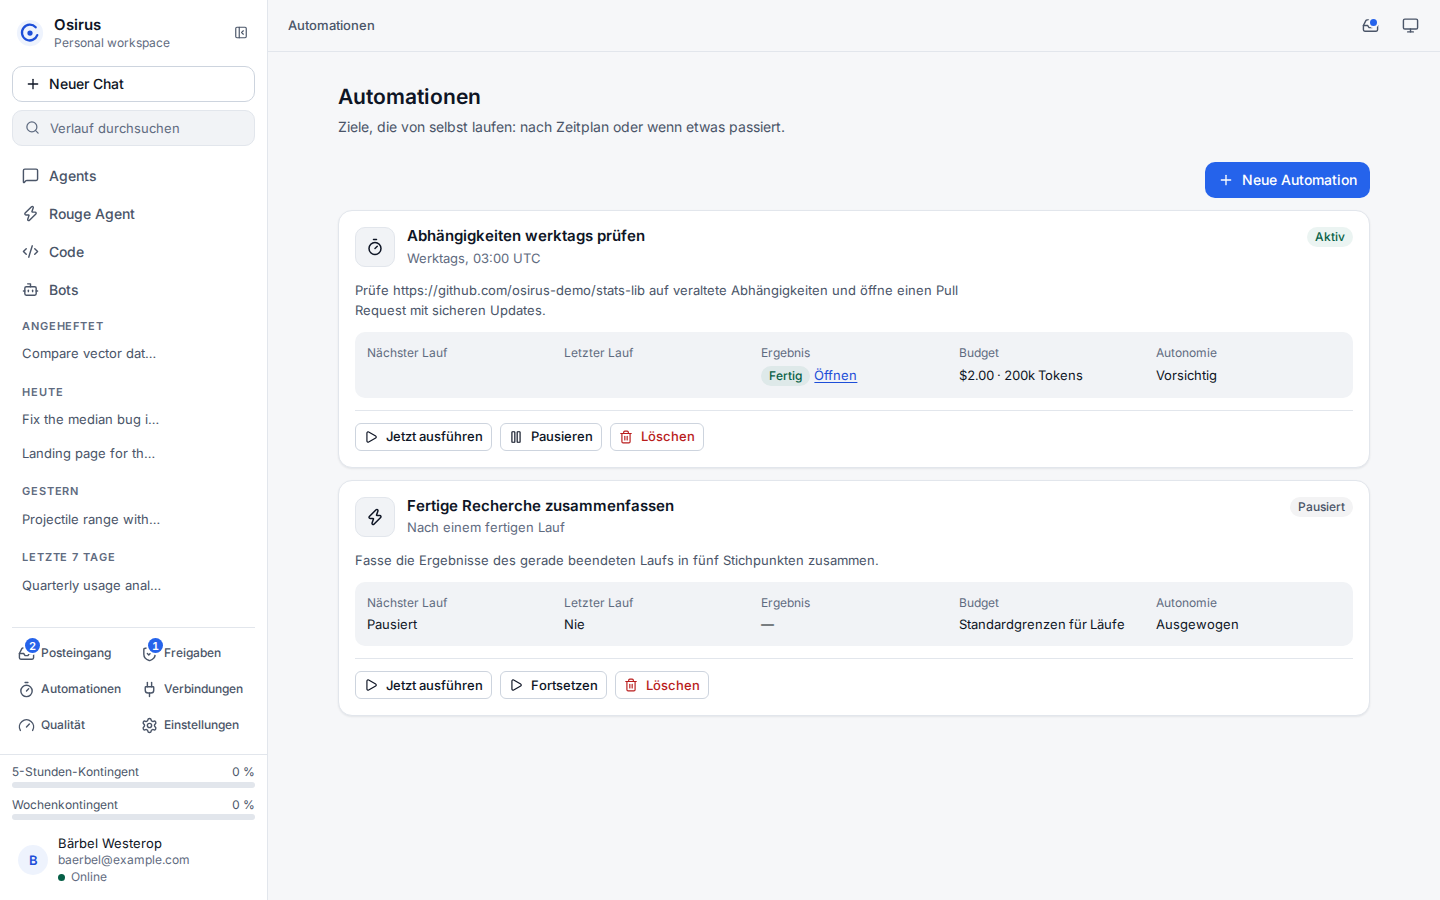 Osirus
Personal workspace
Neuer Chat
Verlauf durchsuchen
Agents
Rouge Agent
Code
Bots
ANGEHEFTET
Compare vector dat...
HEUTE
Fix the median bug i...
Landing page for th...
GESTERN
Projectile range with...
LETZTE 7 TAGE
Quarterly usage anal...
2 Posteingang
1 Freigaben
Automationen
Verbindungen
Qualität
Einstellungen
5-Stunden-Kontingent 0 %
Wochenkontingent 0 %
B
Bärbel Westerop
baerbel@example.com
Online
Automationen
Automationen
Ziele, die von selbst laufen: nach Zeitplan oder wenn etwas passiert.
Neue Automation
Abhängigkeiten werktags prüfen
Aktiv
Werktags, 03:00 UTC
Prüfe https://github.com/osirus-demo/stats-lib auf veraltete Abhängigkeiten und öffne einen Pull
Request mit sicheren Updates.
Nächster Lauf Letzter Lauf Ergebnis Budget Autonomie
Fertig Öffnen $2.00 · 200k Tokens Vorsichtig
Jetzt ausführen Pausieren Löschen
Fertige Recherche zusammenfassen
Pausiert
Nach einem fertigen Lauf
Fasse die Ergebnisse des gerade beendeten Laufs in fünf Stichpunkten zusammen.
Nächster Lauf Letzter Lauf Ergebnis Budget Autonomie
Pausiert Nie — Standardgrenzen für Läufe Ausgewogen
Jetzt ausführen Fortsetzen Löschen